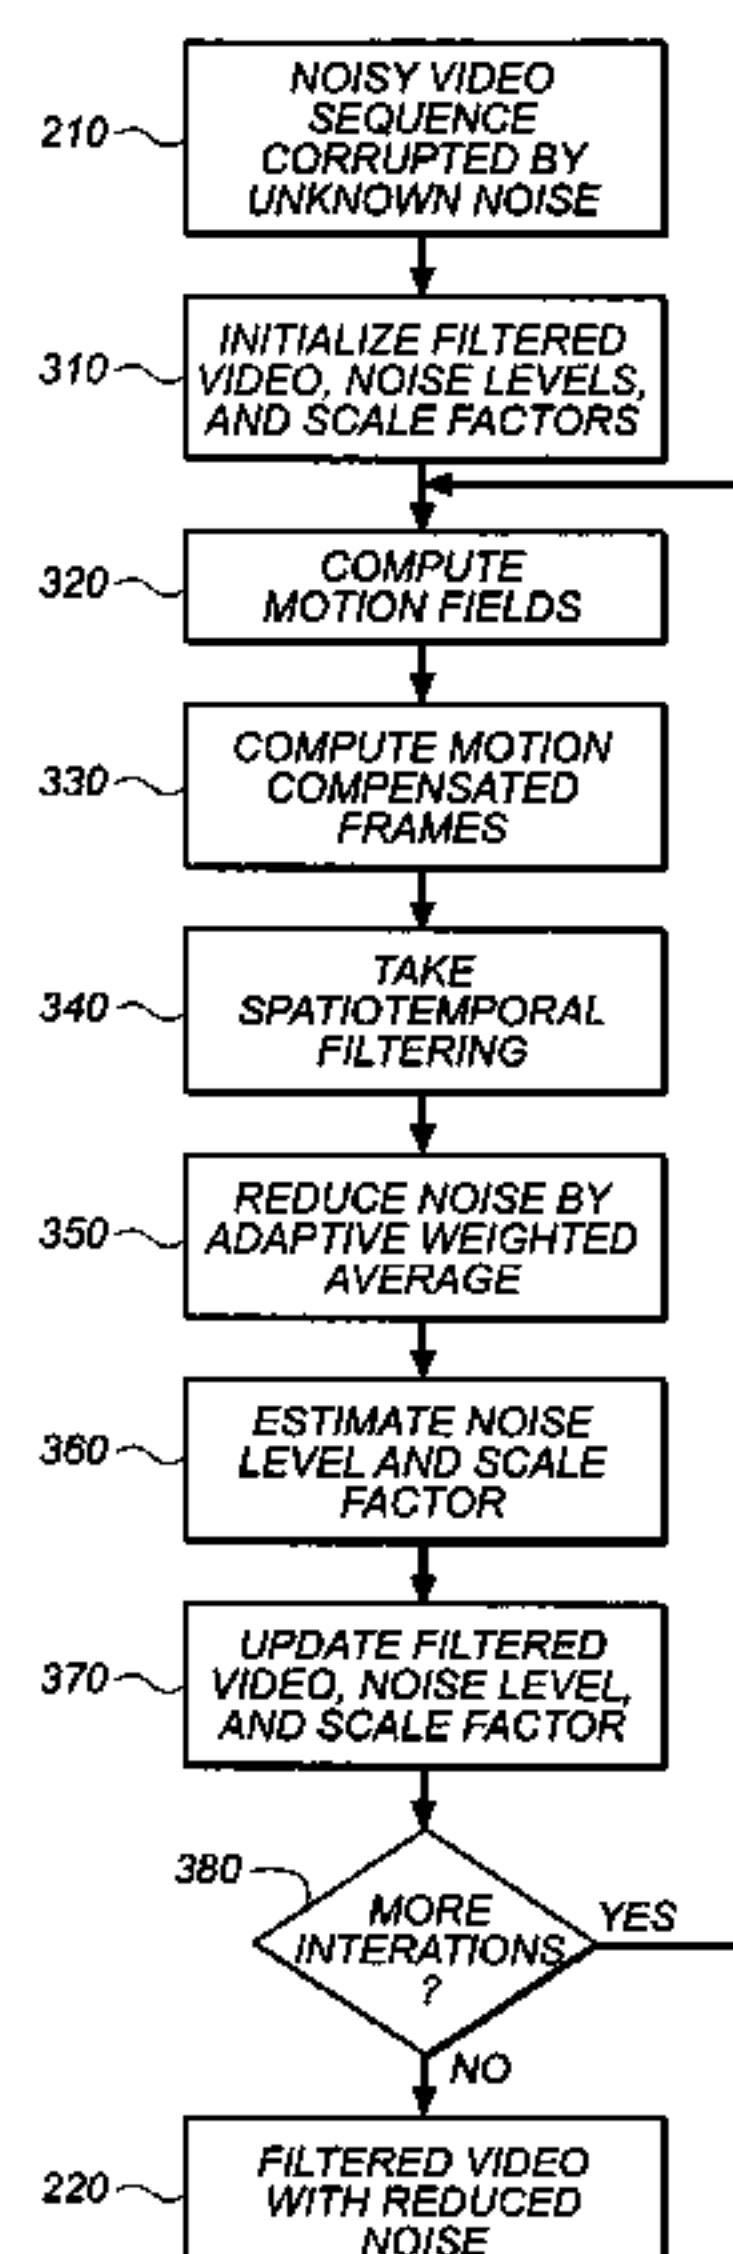 NOISY VIDEO
SEQUENCE
210
CORRUPTED BY
UNKNOWN NOISE
INITIALIZE FILTERED
310
VIDEO, NOISE LEVELS,
AND SCALE FACTORS
COMPUTE
320
MOTION FIELDS
COMPUTE MOTION
330
COMPENSATED
FRAMES
TAKE
340
SPATIOTEMPORAL
FILTERING
REDUCE NOISE BY
350
ADAPTIVE WEIGHTED
AVERAGE
ESTIMATE NOISE
360
LEVEL AND SCALE
FACTOR
UPDATE FILTERED
370
VIDEO, NOISE LEVEL,
AND SCALE FACTOR
380
MORE
YES
INTERATIONS
?
NO
FILTERED VIDEO
220
WITH REDUCED
NOISE